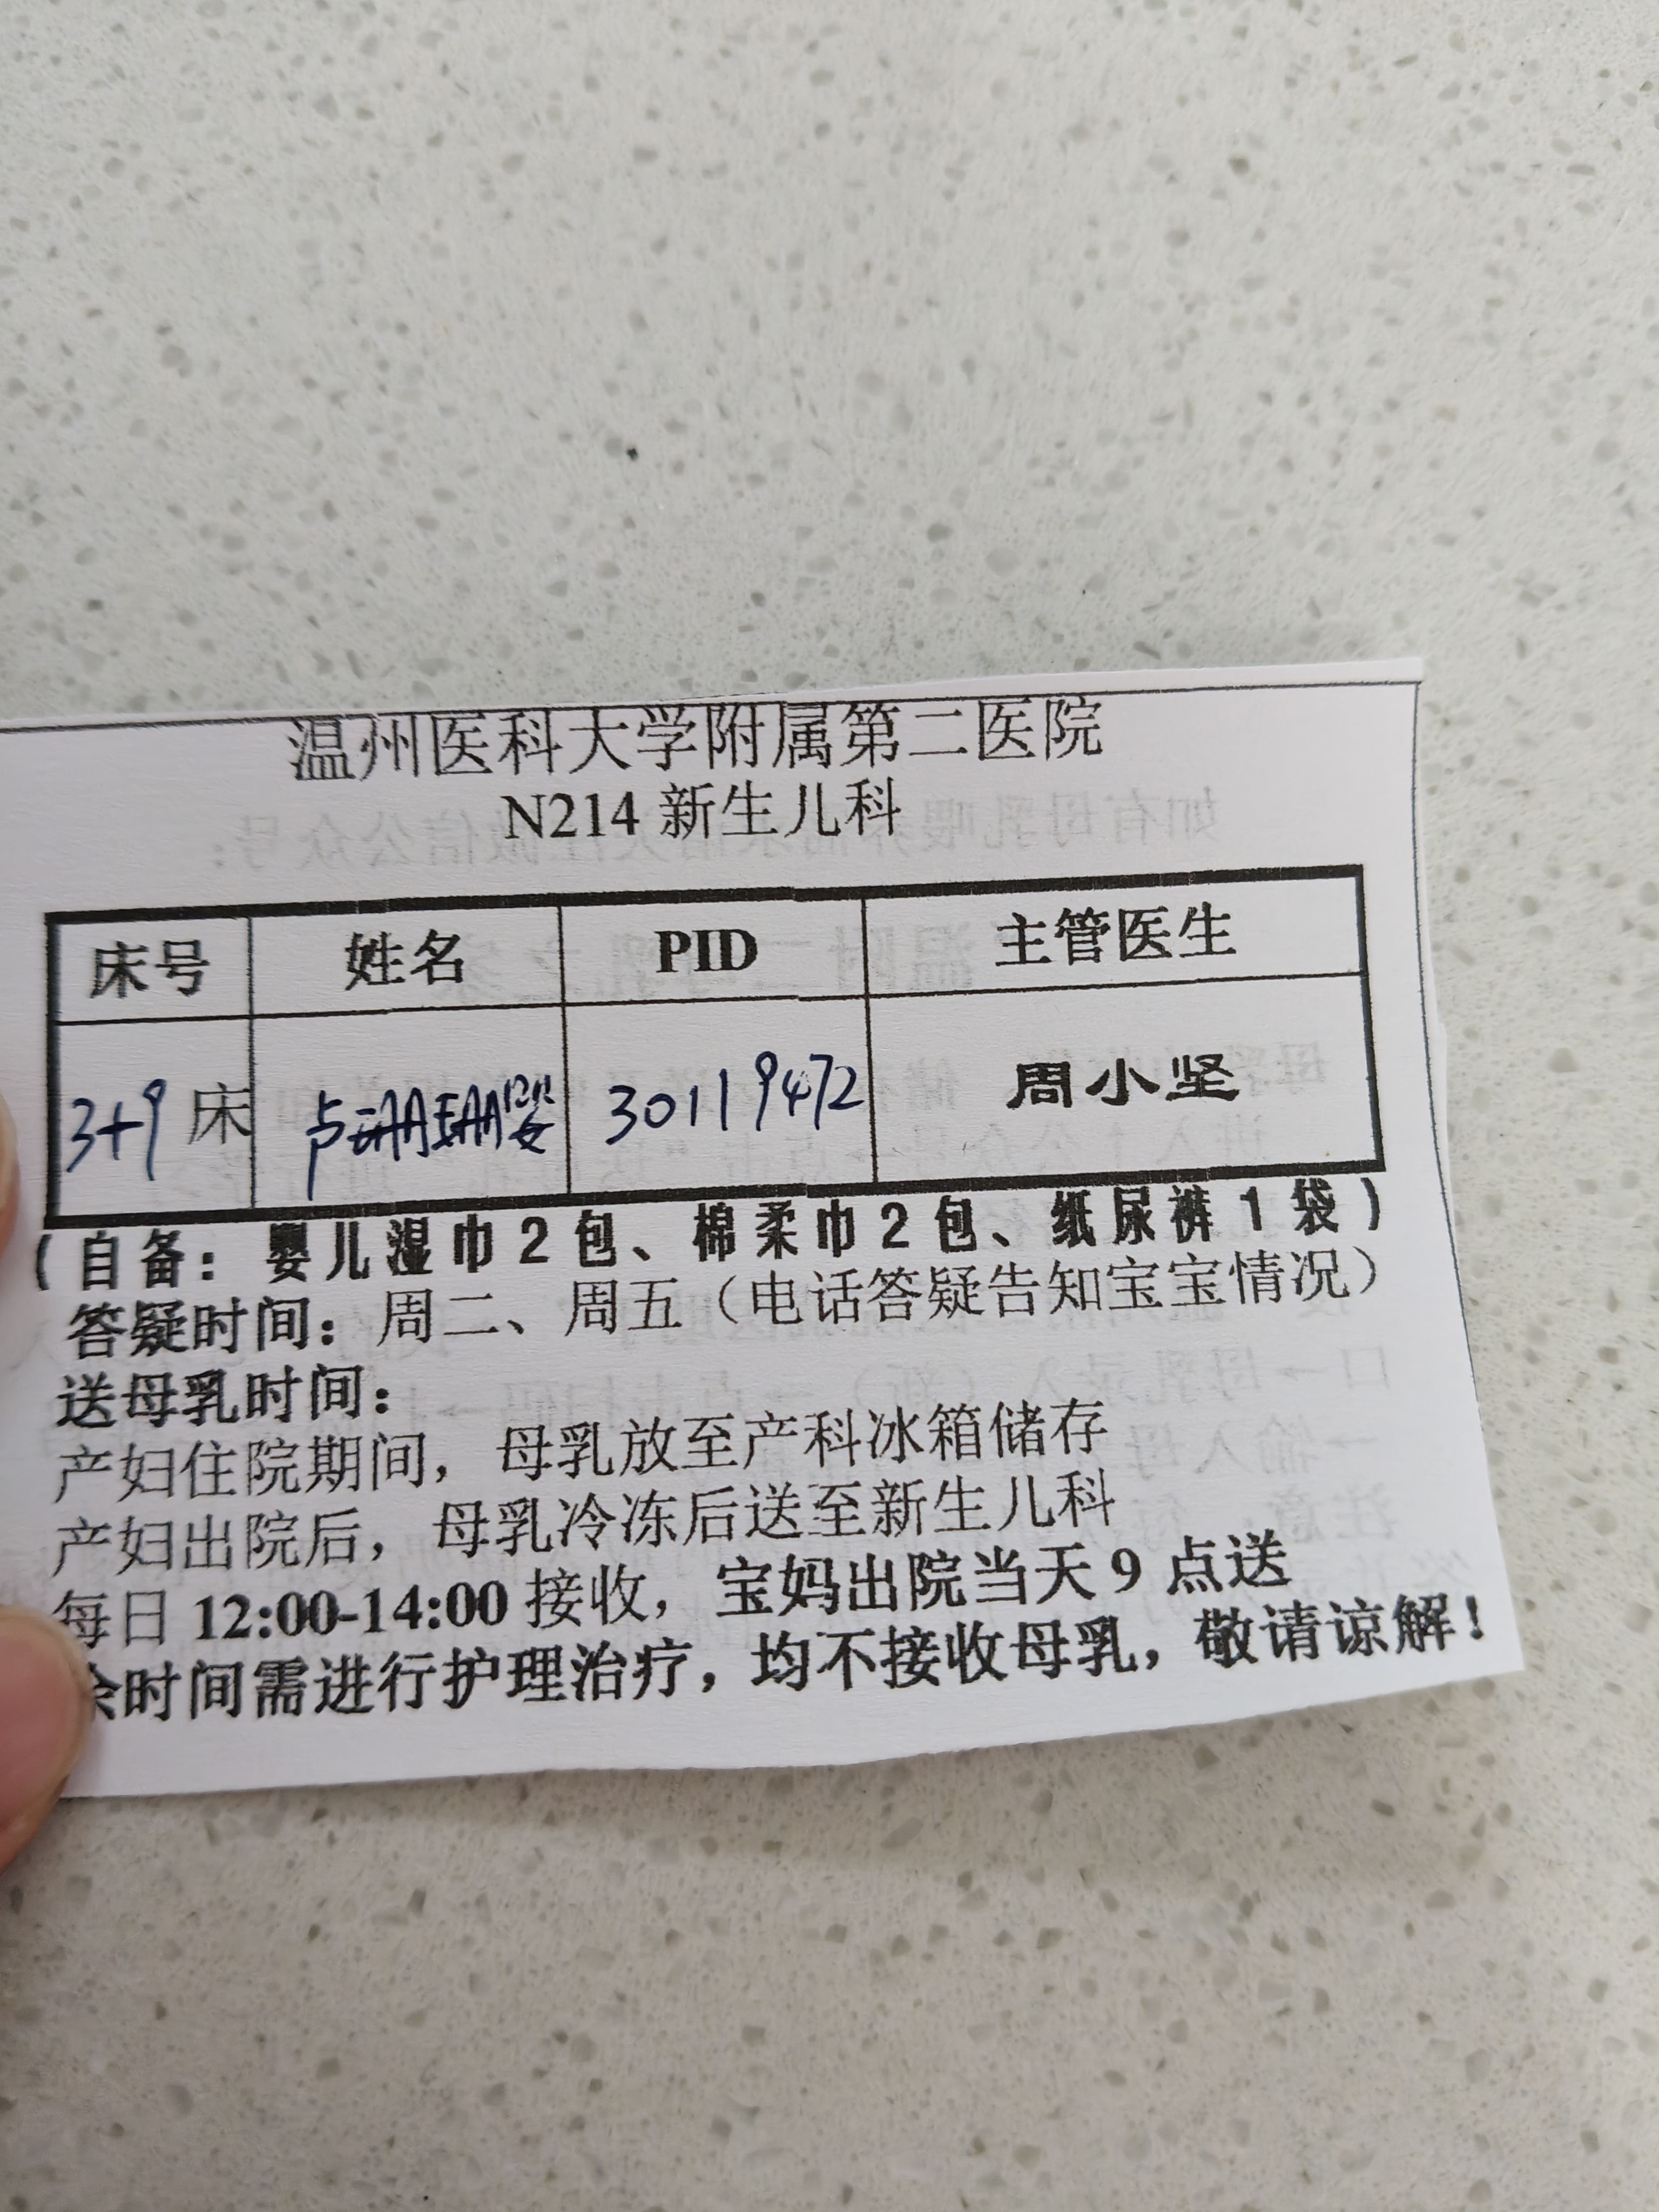 温州医科大学附属第二医院
N214 新生儿科
床号 姓名 PID 主管医生
3+9 床 30119472 周小坚
(自备：婴儿湿巾2包、棉柔巾2包、纸尿裤1袋)
答疑时间：周二、周五（电话答疑告知宝宝情况）
送母乳时间：
产妇住院期间，母乳放至产科冰箱储存
产妇出院后，母乳冷冻后送至新生儿科
每日 12:00-14:00 接收，宝妈出院当天 9 点送
余时间需进行护理治疗，均不接收母乳，敬请谅解！